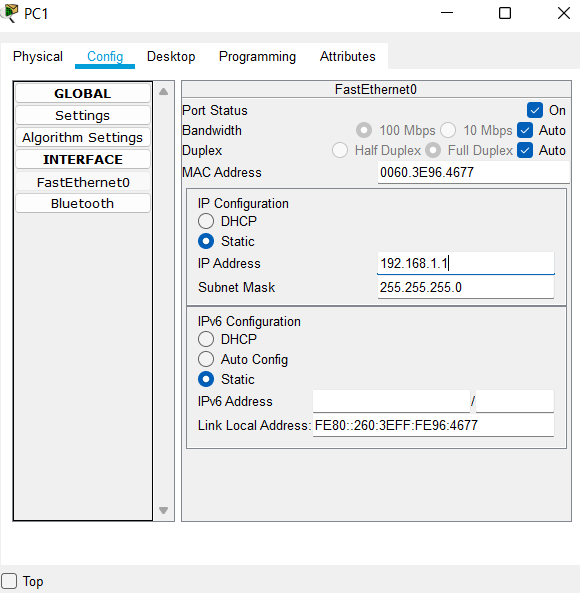 PC1
Physical Config Desktop Programming Attributes
GLOBAL
Settings
Algorithm Settings
INTERFACE
FastEthernet0
Bluetooth
FastEthernet0
Port Status On
Bandwidth 100 Mbps 10 Mbps Auto
Duplex Half Duplex Full Duplex Auto
MAC Address 0060.3E96.4677
IP Configuration
DHCP
Static
IP Address 192.168.1.1
Subnet Mask 255.255.255.0
IPv6 Configuration
DHCP
Auto Config
Static
IPv6 Address /
Link Local Address: FE80::260:3EFF:FE96:4677
Top